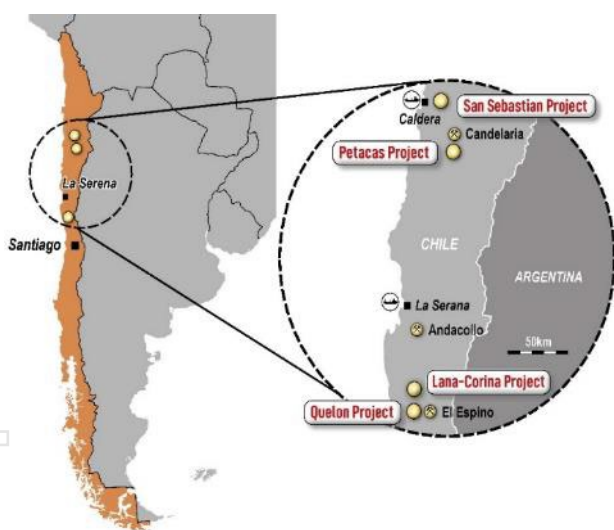 La Serena
Santiago
San Sebastian Project
Caldera
Candelaria
Petacas Project
CHILE
ARGENTINA
La Serana
Andacollo
50km
Lana-Corina Project
Quelon Project
El Espino